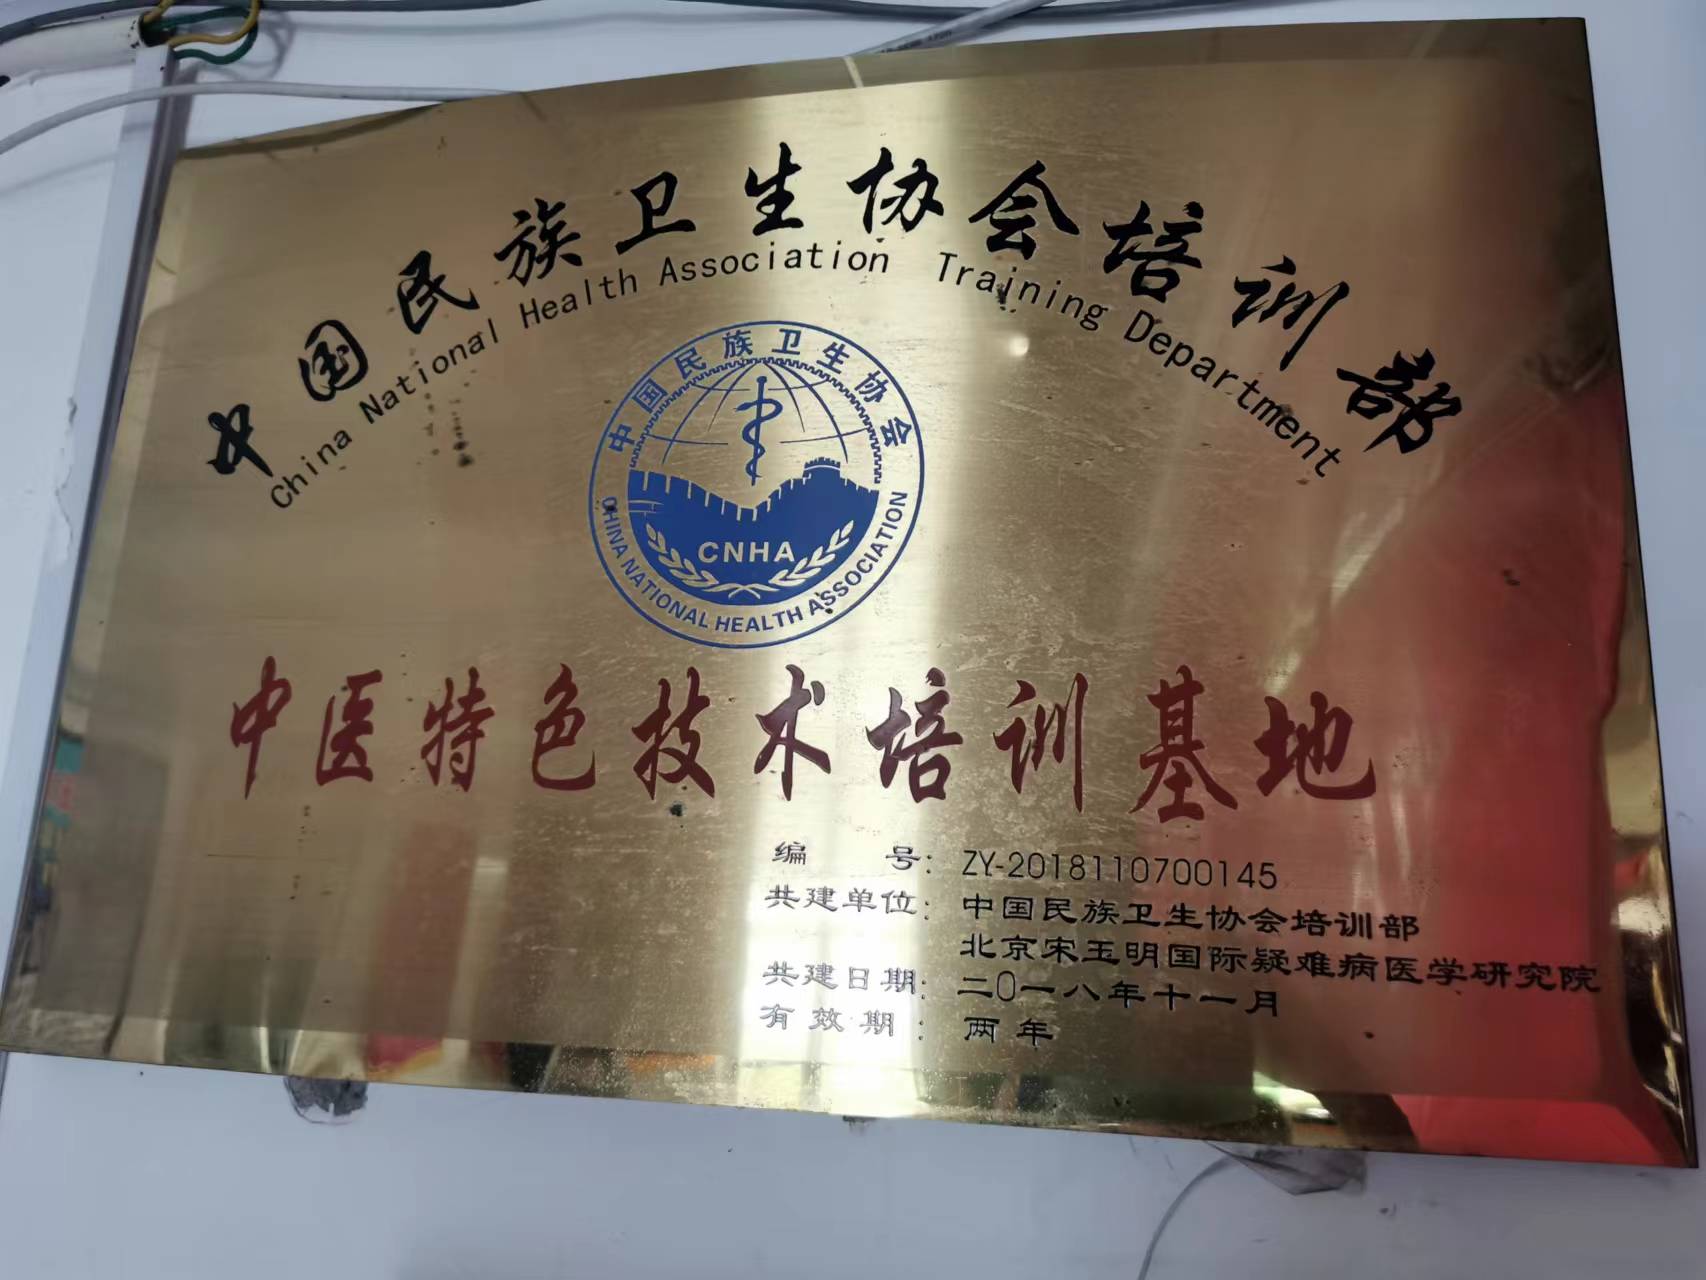 中国民族卫生协会培训部
China National Health Association Training Department
中国民族卫生协会
CNHA
CHINA NATIONAL HEALTH ASSOCIATION
中医特色技术培训基地
编 号: ZY-2018110700145
共建单位: 中国民族卫生协会培训部
北京宋玉明国际疑难病医学研究院
共建日期: 二0一八年十一月
有效期: 两年